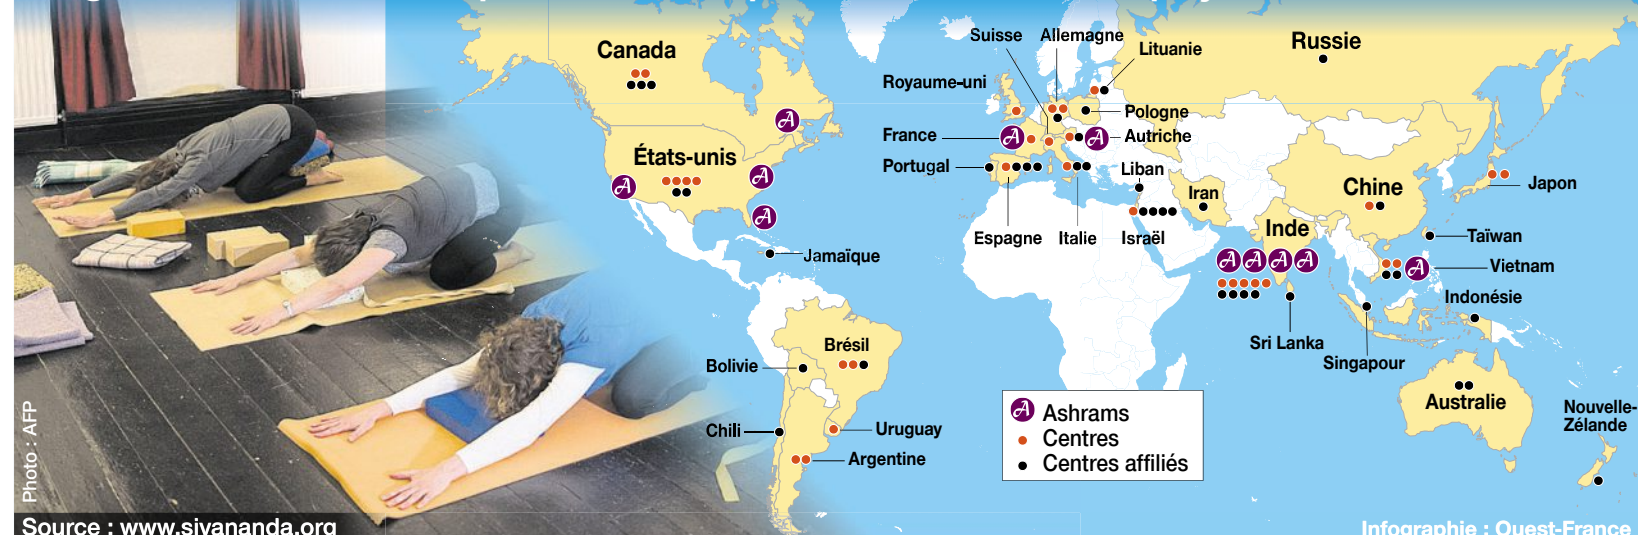 Suisse
Allemagne
Lituanie
Russie
Canada
Royaume-uni
Pologne
France
Autriche
États-unis
Portugal
Liban
Iran
Chine
Japon
Espagne
Italie
Israël
Inde
Taïwan
Jamaïque
Vietnam
Indonésie
Sri Lanka
Singapour
Brésil
Bolivie
Australie
Nouvelle-
Zélande
Chili
Uruguay
Argentine
A Ashrams
Centres
Centres affiliés
Photo : AFP
Source : www.sivananda.org
Infographie : Ouest-France